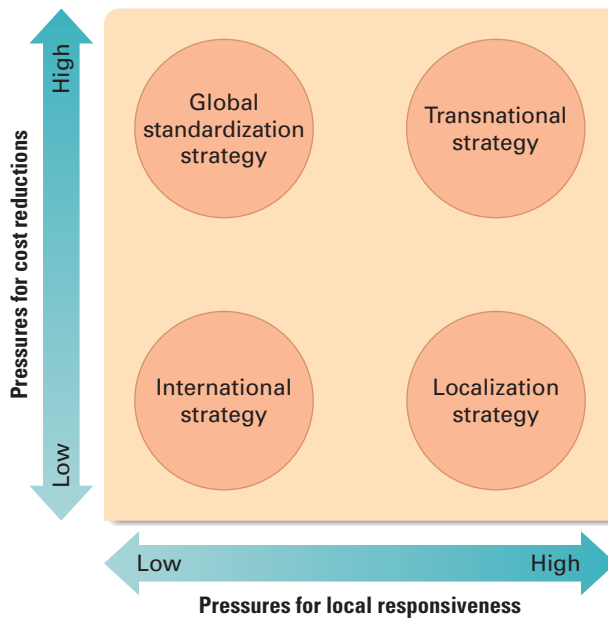 High
Pressures for cost reductions
Low
Global
standardization
strategy
Transnational
strategy
International
strategy
Localization
strategy
Low
High
Pressures for local responsiveness